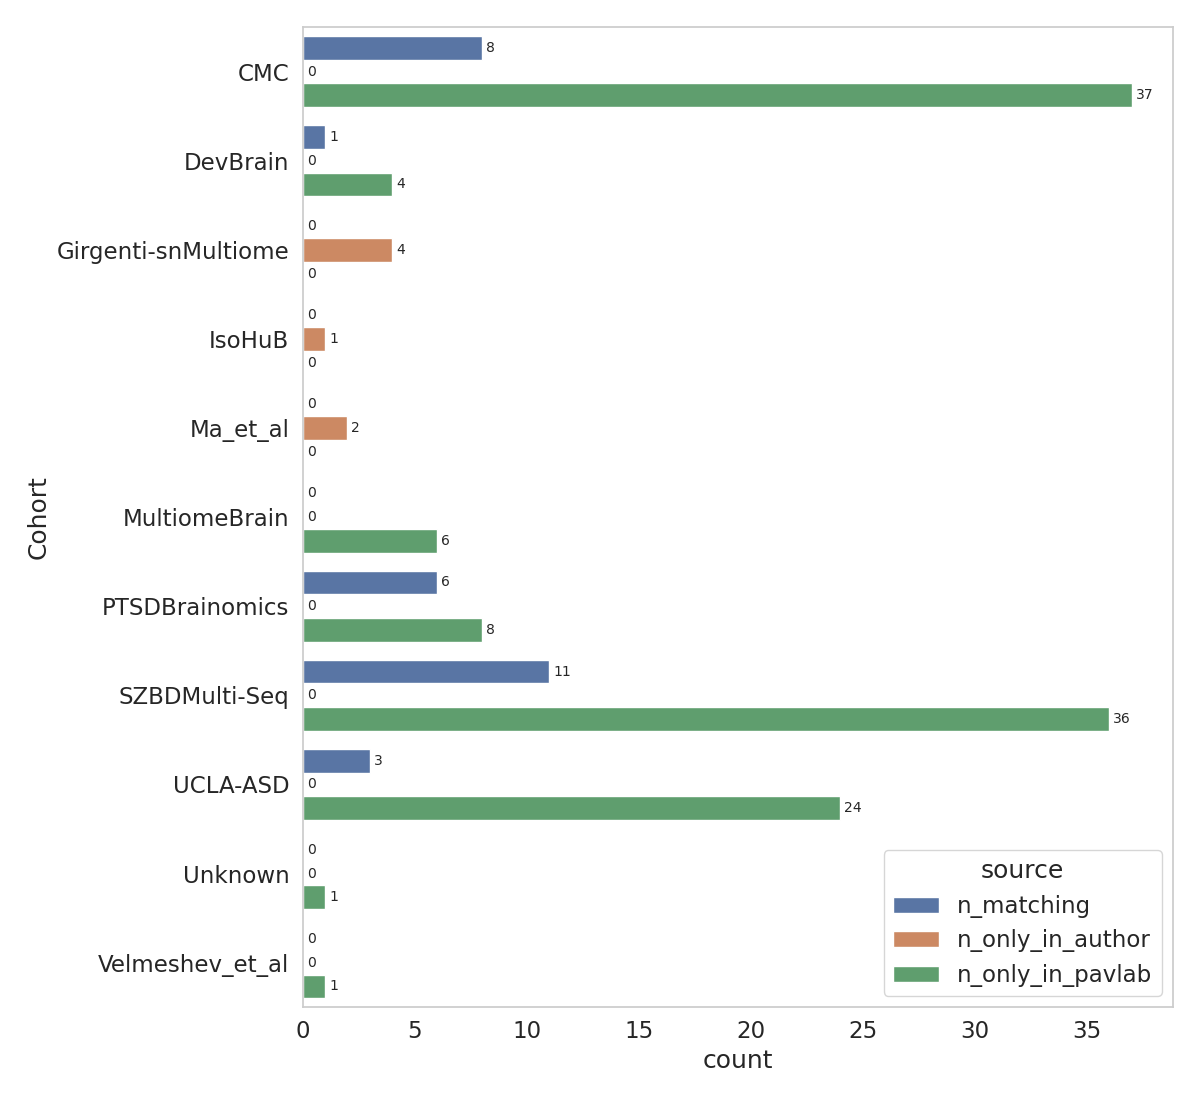 CMC
8
0
37
DevBrain
1
0
4
Girgenti-snMultiome
0
4
0
IsoHuB
0
1
0
Ma_et_al
0
2
0
MultiomeBrain
0
0
6
PTSDBrainomics
6
0
8
SZBDMulti-Seq
11
0
36
UCLA-ASD
3
0
24
Unknown
0
0
1
Velmeshev_et_al
0
0
1
Cohort
0 5 10 15 20 25 30 35
count
source
n_matching
n_only_in_author
n_only_in_pavlab